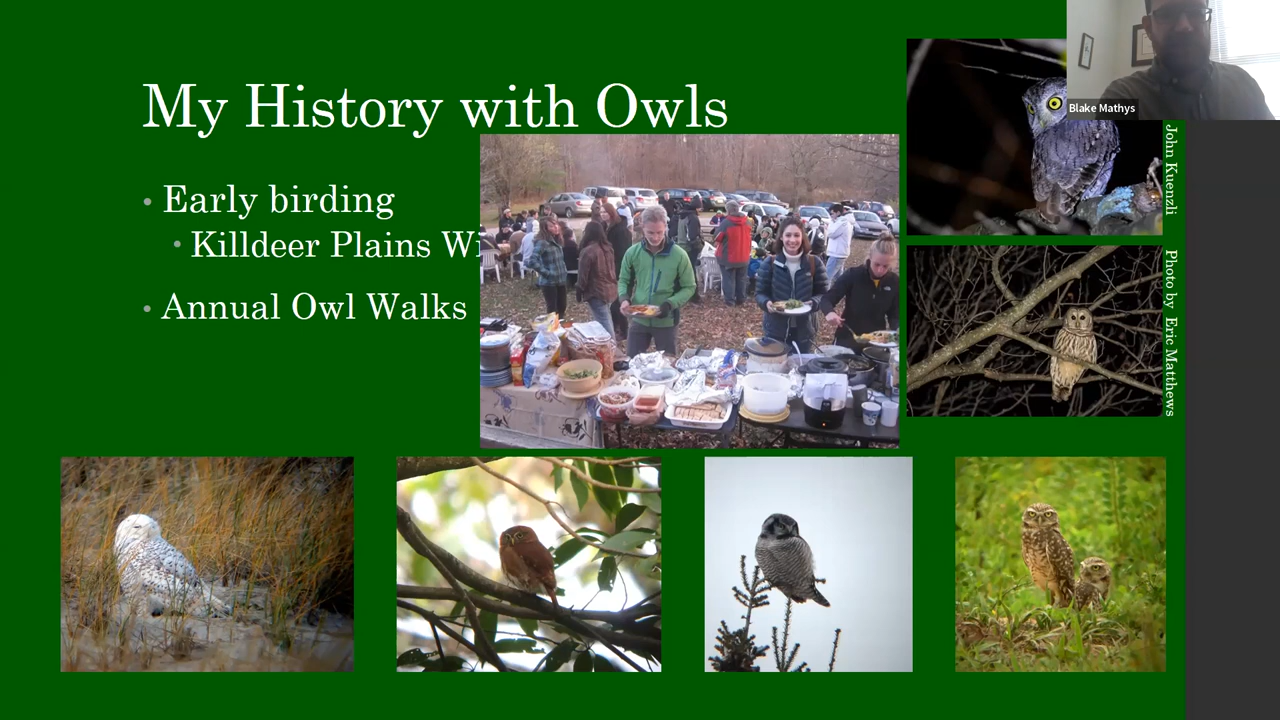 My History with Owls
• Early birding
• Killdeer Plains Wi
• Annual Owl Walks
Blake Mathys
John Kuenzli
Photo by Eric Matthews